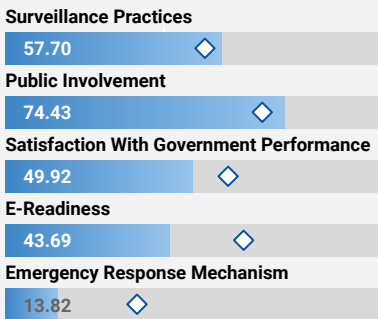 Surveillance Practices
57.70
Public Involvement
74.43
Satisfaction With Government Performance
49.92
E-Readiness
43.69
Emergency Response Mechanism
13.82